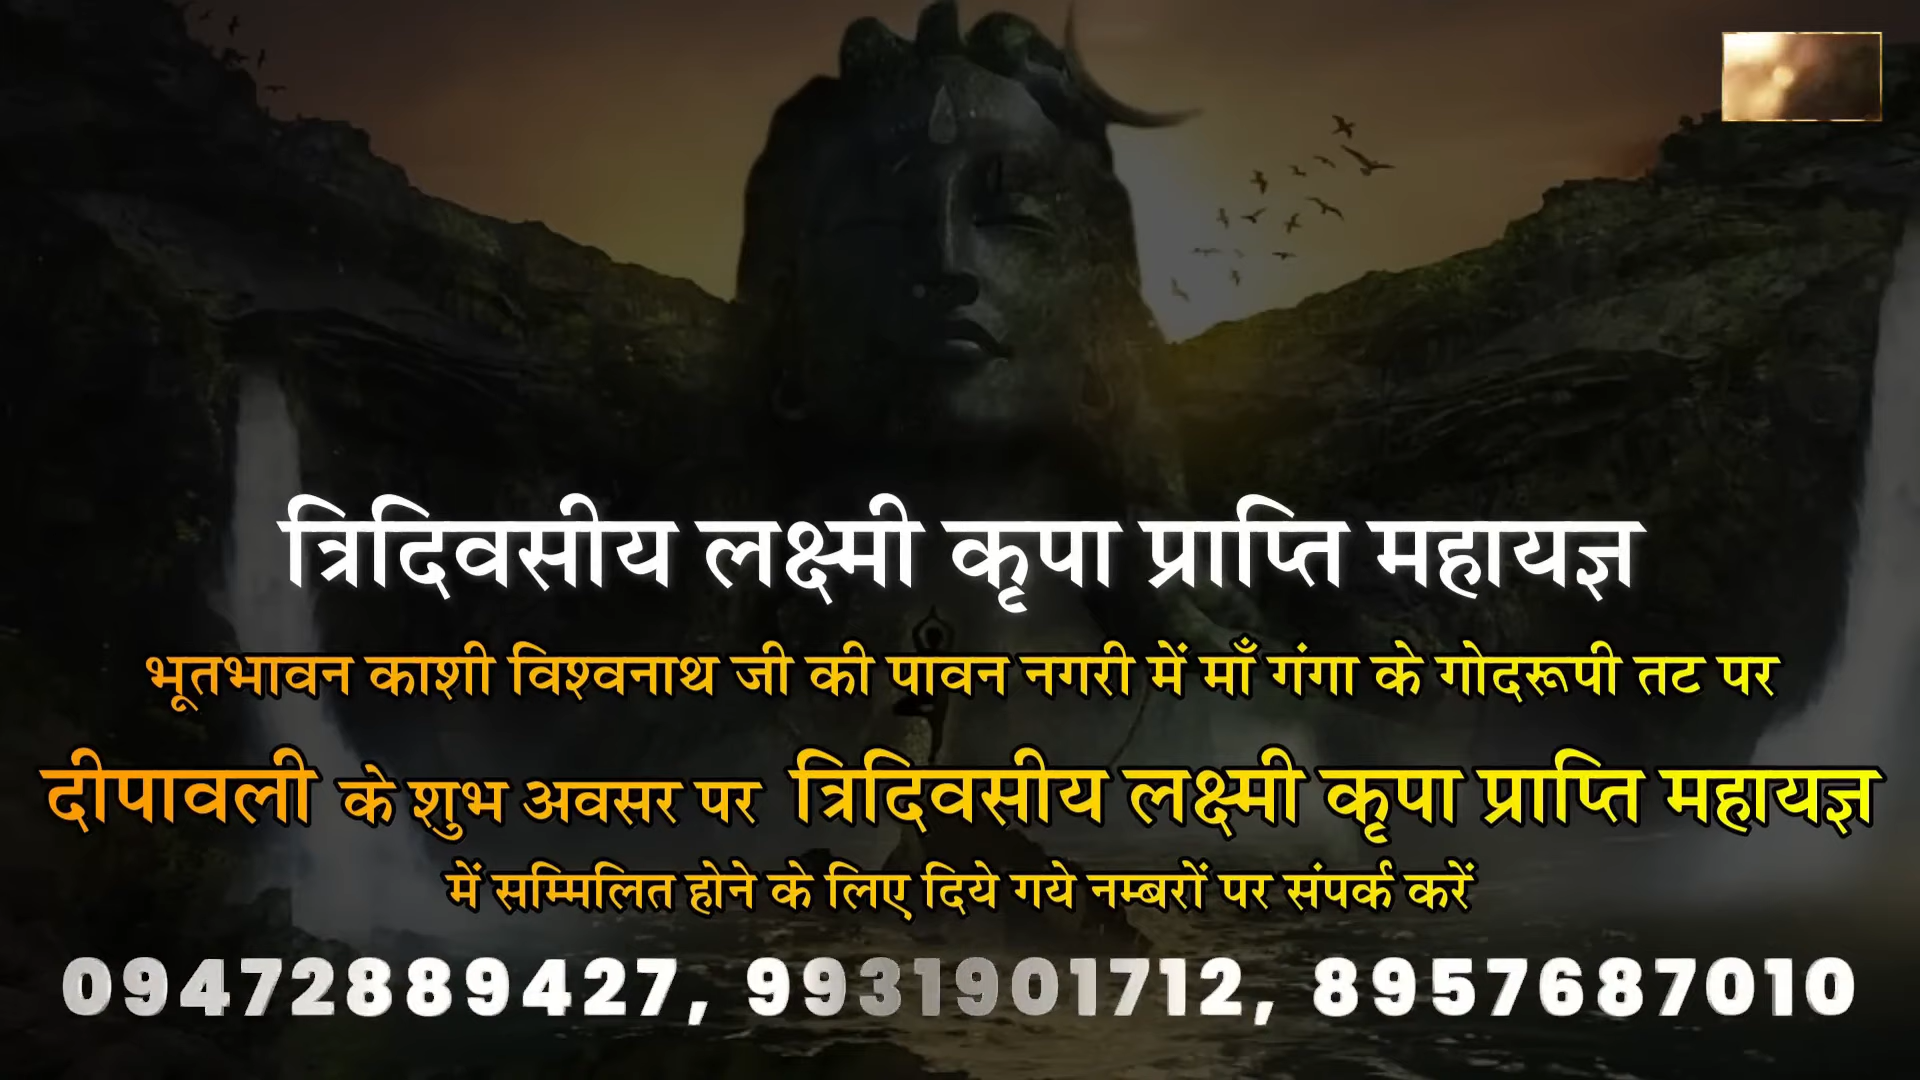 त्रिदिवसीय लक्ष्मी कृपा प्राप्ति महायज्ञ
भूतभावन काशी विश्वनाथ जी की पावन नगरी में माँ गंगा के गोदरूपी तट पर
दीपावली के शुभ अवसर पर त्रिदिवसीय लक्ष्मी कृपा प्राप्ति महायज्ञ
में सम्मिलित होने के लिए दिये गये नम्बरों पर संपर्क करें
09472889427, 9931901712, 8957687010